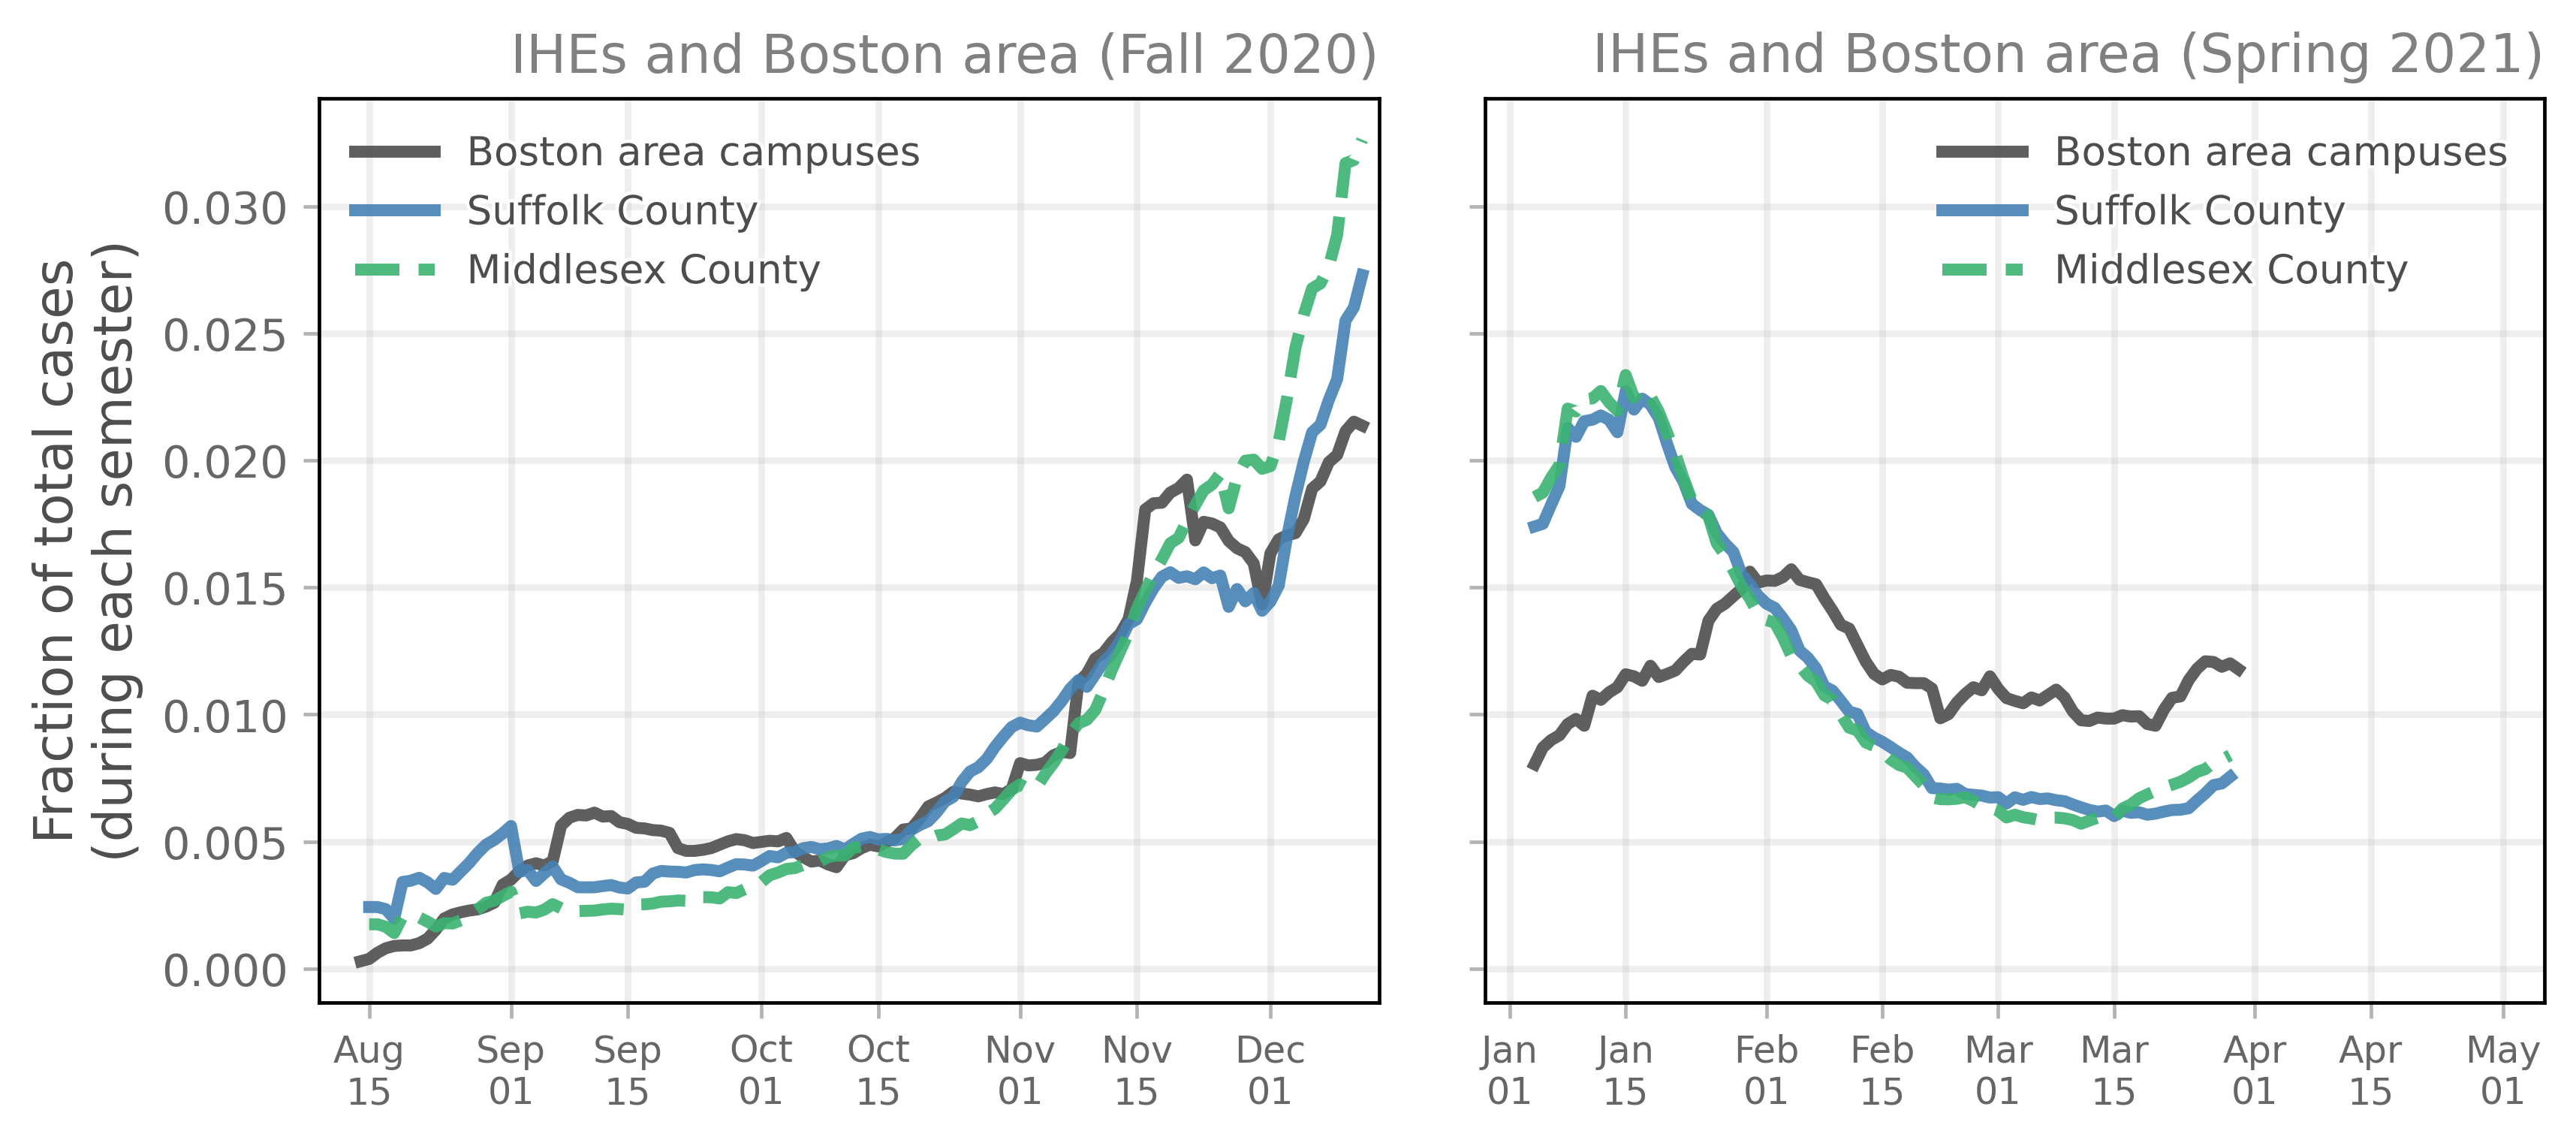 IHEs and Boston area (Fall 2020)
Fraction of total cases
(during each semester)
0.030
0.025
0.020
0.015
0.010
0.005
0.000
Boston area campuses
Suffolk County
Middlesex County
Aug 15
Sep 01
Sep 15
Oct 01
Oct 15
Nov 01
Nov 15
Dec 01
IHEs and Boston area (Spring 2021)
Boston area campuses
Suffolk County
Middlesex County
Jan 01
Jan 15
Feb 01
Feb 15
Mar 01
Mar 15
Apr 01
Apr 15
May 01